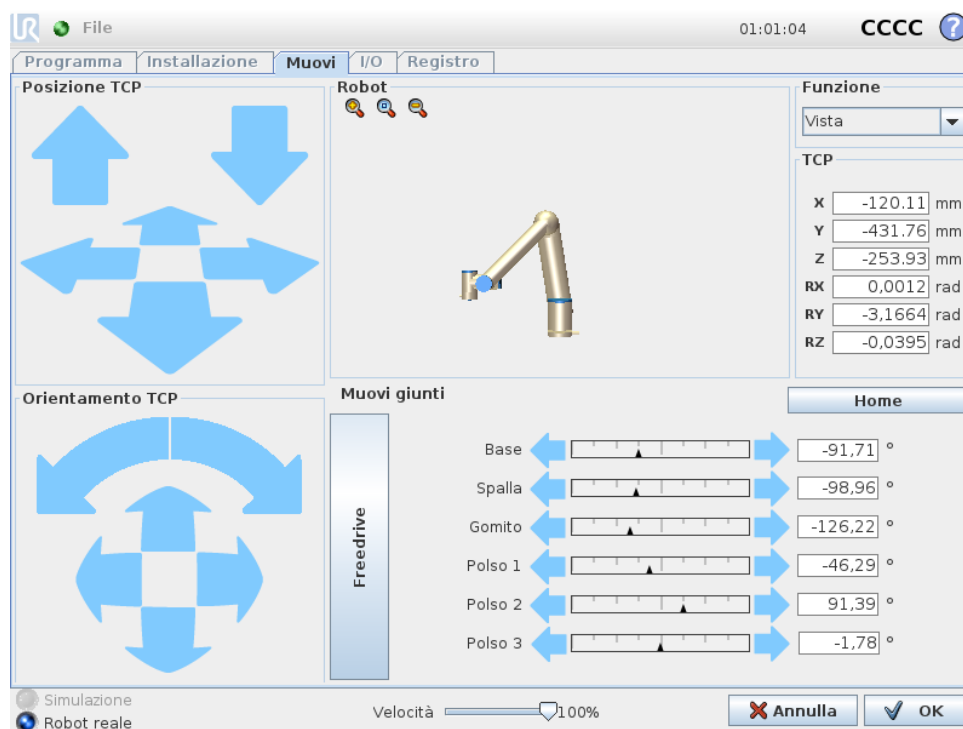 UR File 01:01:04 CCCC ?
Programma Installazione Muovi I/O Registro
Posizione TCP
Robot
Funzione
Vista
TCP
X -120.11 mm
Y -431.76 mm
Z -253.93 mm
RX 0,0012 rad
RY -3,1664 rad
RZ -0,0395 rad
Orientamento TCP
Muovi giunti
Home
Freedrive
Base -91,71 °
Spalla -98,96 °
Gomito -126,22 °
Polso 1 -46,29 °
Polso 2 91,39 °
Polso 3 -1,78 °
Simulazione
Robot reale
Velocità 100%
Annulla
OK